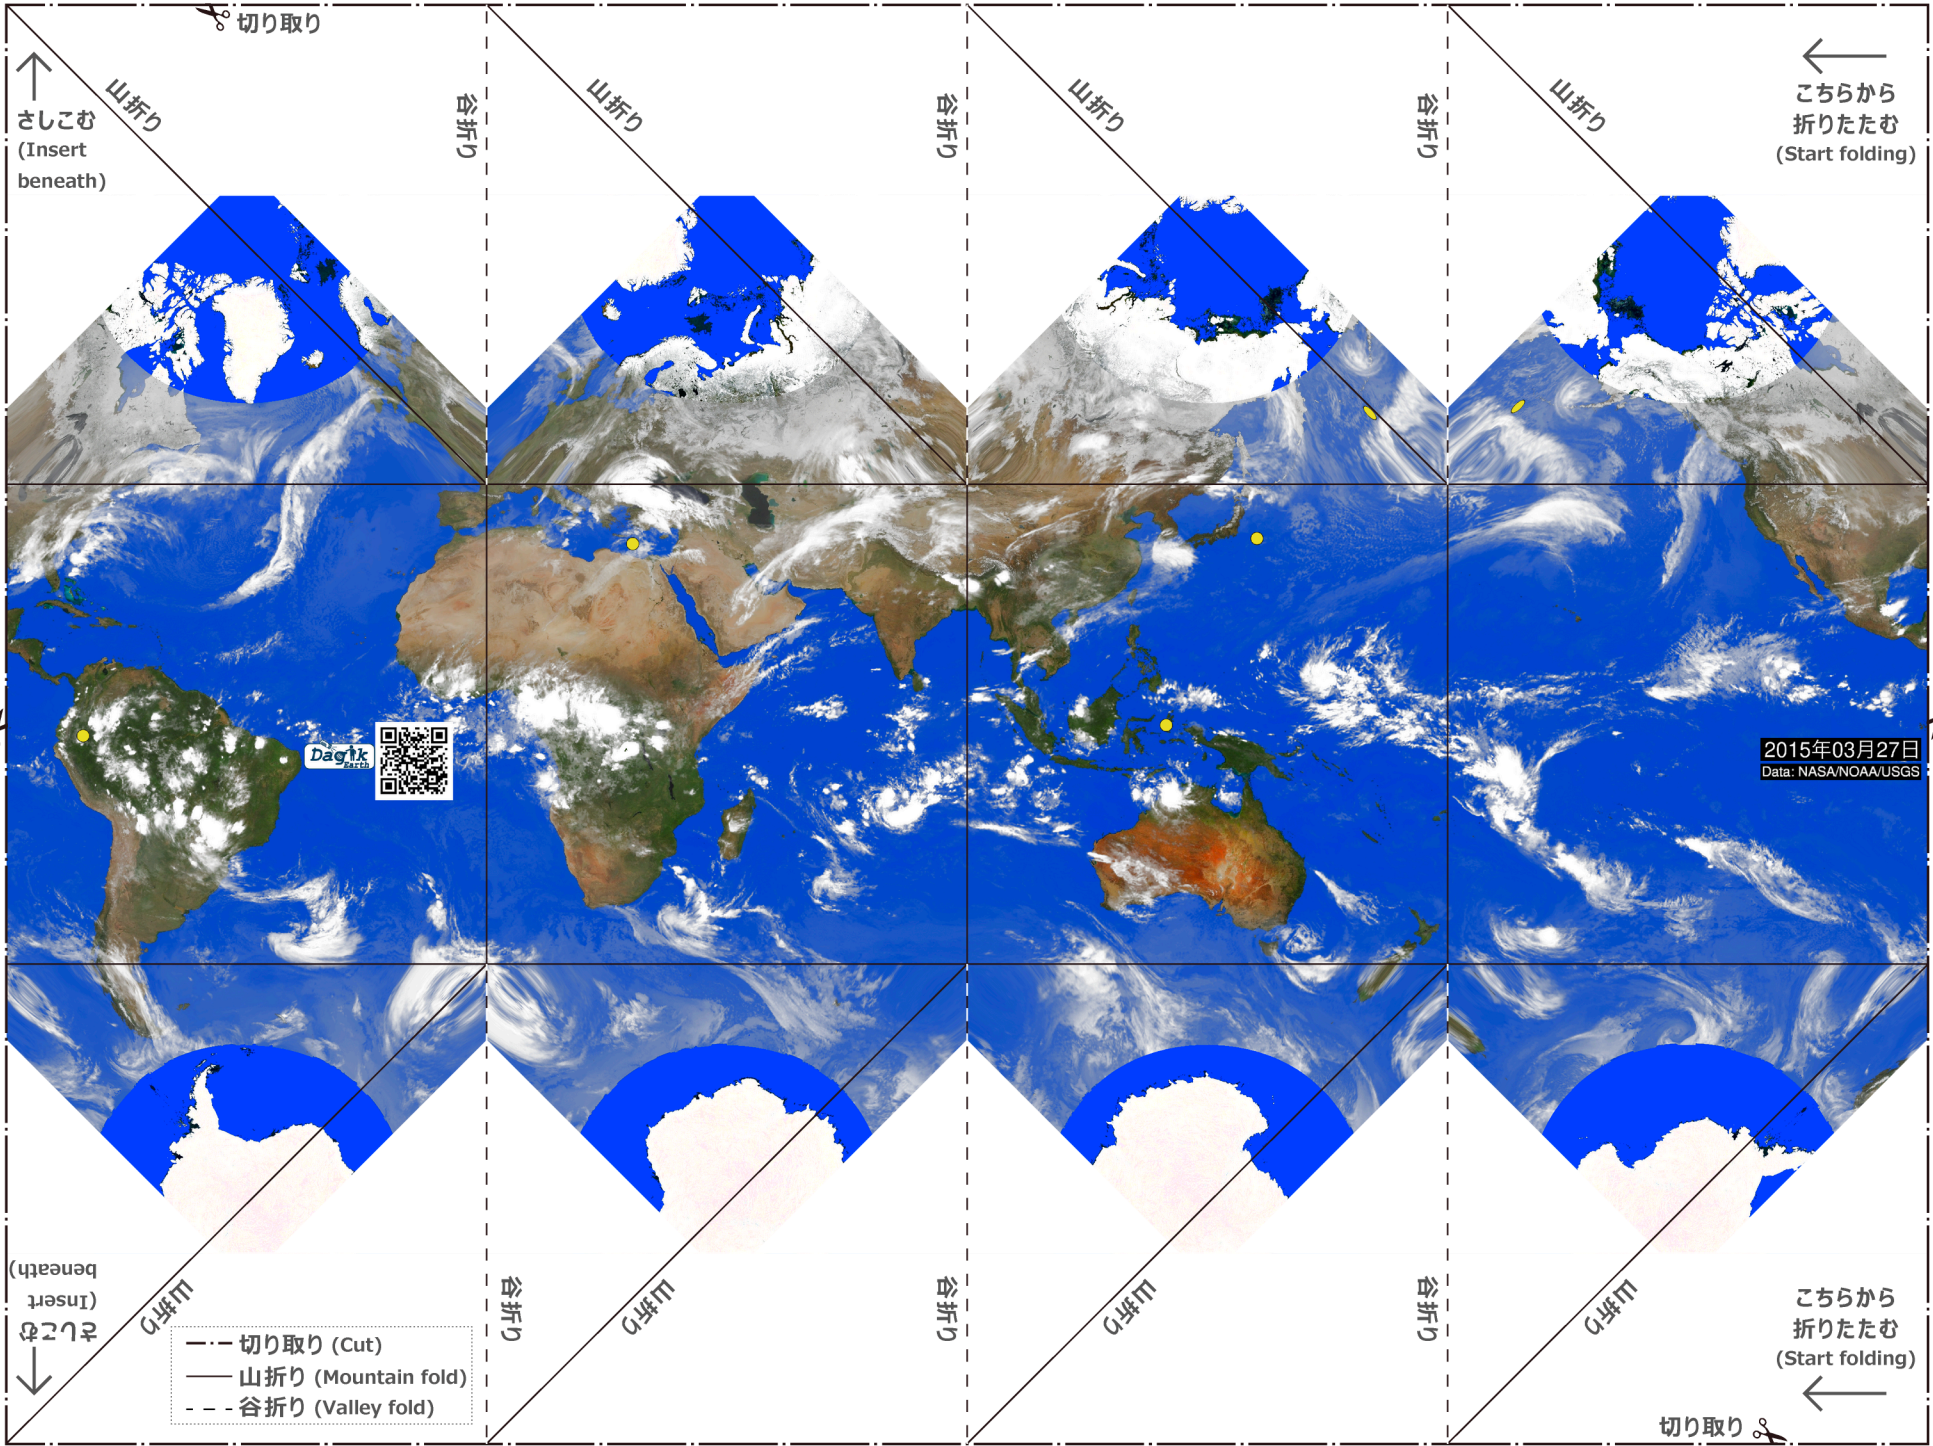 切り取り
山折り
谷折り
山折り
谷折り
山折り
谷折り
山折り
さしこむ
(Insert
beneath)
こちらから
折りたたむ
(Start folding)
Dagik
Earth
2015年03月27日
Data: NASA/NOAA/USGS
さしこむ
(Insert
beneath)
山折り
谷折り
山折り
谷折り
山折り
谷折り
山折り
切り取り (Cut)
山折り (Mountain fold)
谷折り (Valley fold)
こちらから
折りたたむ
(Start folding)
切り取り